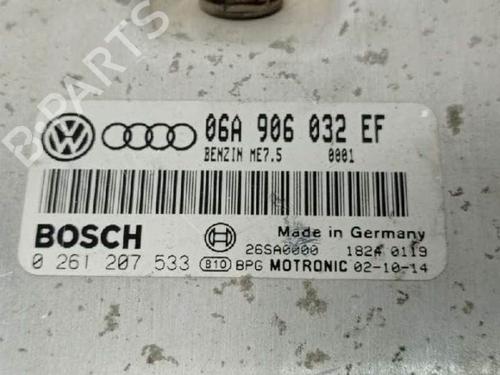 06A 906 032 EF
BENZIN ME7.5 0001
BOSCH Made in Germany
26SA0000 1824 0119
0 261 207 533 810 BPG MOTRONIC 02-10-14
B-Parts